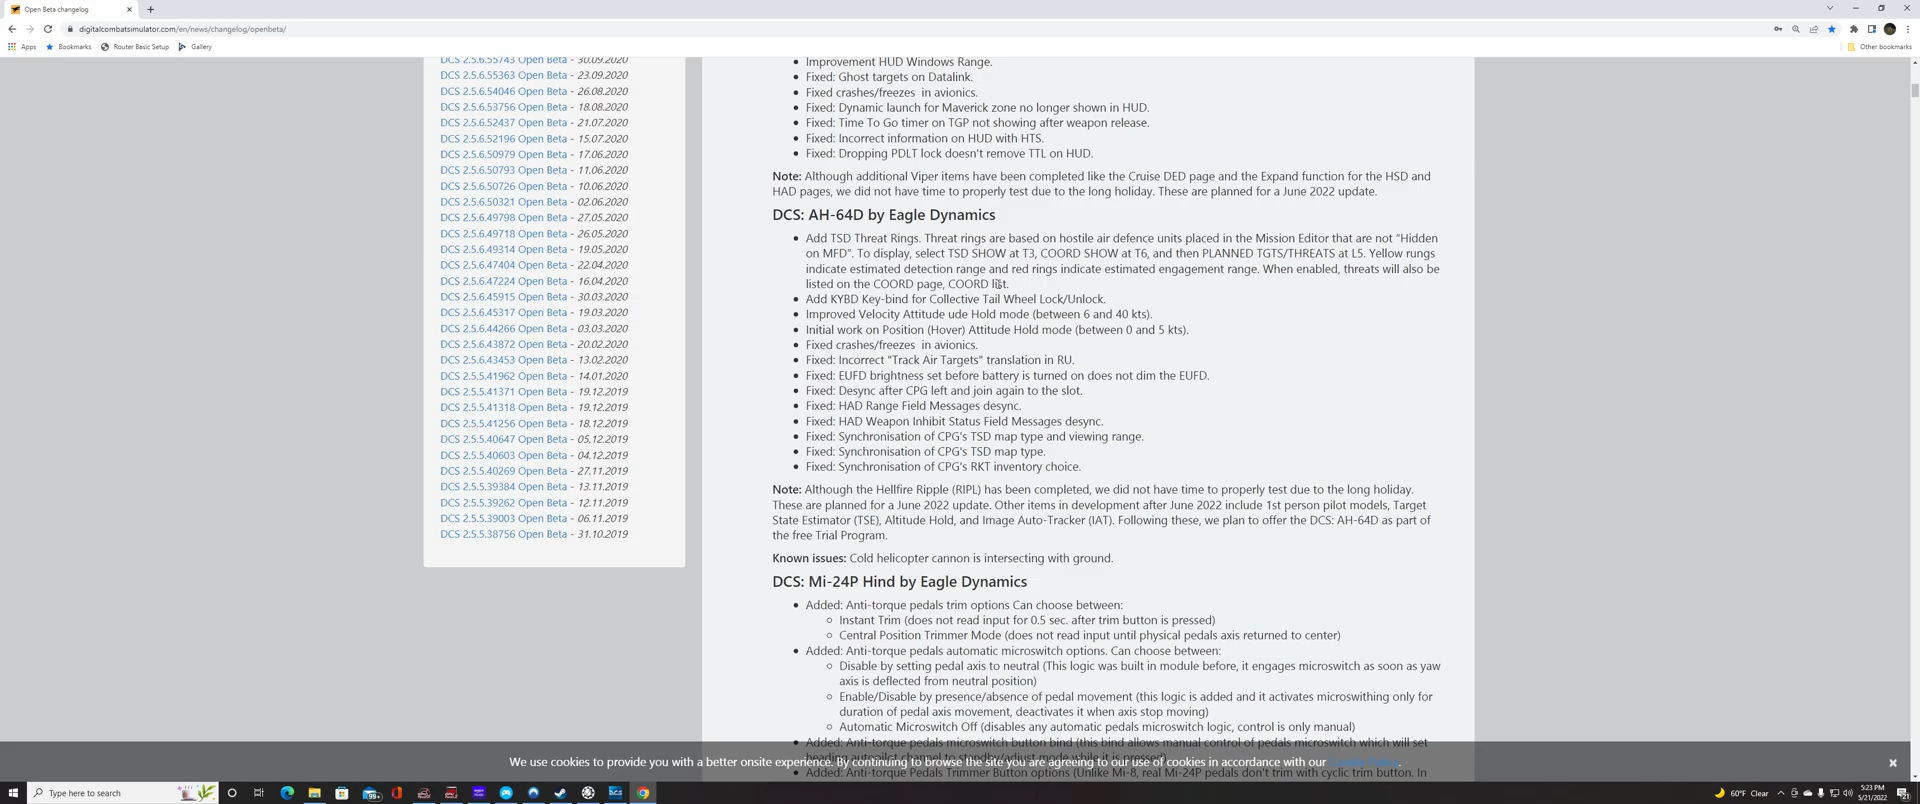 Open Beta changelog
digitalcombatsimulator.com/en/news/changelog/openbeta/
Apps Bookmarks Router Basic Setup Gallery Other bookmarks
DCS 2.5.6.55743 Open Beta - 30.09.2020
DCS 2.5.6.55363 Open Beta - 23.09.2020
DCS 2.5.6.54046 Open Beta - 26.08.2020
DCS 2.5.6.53756 Open Beta - 18.08.2020
DCS 2.5.6.52437 Open Beta - 21.07.2020
DCS 2.5.6.52196 Open Beta - 15.07.2020
DCS 2.5.6.50979 Open Beta - 17.06.2020
DCS 2.5.6.50793 Open Beta - 11.06.2020
DCS 2.5.6.50726 Open Beta - 10.06.2020
DCS 2.5.6.50321 Open Beta - 02.06.2020
DCS 2.5.6.49798 Open Beta - 27.05.2020
DCS 2.5.6.49718 Open Beta - 26.05.2020
DCS 2.5.6.49314 Open Beta - 19.05.2020
DCS 2.5.6.47404 Open Beta - 22.04.2020
DCS 2.5.6.47224 Open Beta - 16.04.2020
DCS 2.5.6.45915 Open Beta - 30.03.2020
DCS 2.5.6.45317 Open Beta - 19.03.2020
DCS 2.5.6.44266 Open Beta - 03.03.2020
DCS 2.5.6.43872 Open Beta - 20.02.2020
DCS 2.5.6.43453 Open Beta - 13.02.2020
DCS 2.5.5.41962 Open Beta - 14.01.2020
DCS 2.5.5.41371 Open Beta - 19.12.2019
DCS 2.5.5.41318 Open Beta - 19.12.2019
DCS 2.5.5.41256 Open Beta - 18.12.2019
DCS 2.5.5.40647 Open Beta - 05.12.2019
DCS 2.5.5.40603 Open Beta - 04.12.2019
DCS 2.5.5.40269 Open Beta - 27.11.2019
DCS 2.5.5.39384 Open Beta - 13.11.2019
DCS 2.5.5.39262 Open Beta - 12.11.2019
DCS 2.5.5.39003 Open Beta - 06.11.2019
DCS 2.5.5.38756 Open Beta - 31.10.2019
Improvement HUD Windows Range.
Fixed: Ghost targets on Datalink.
Fixed crashes/freezes in avionics.
Fixed: Dynamic launch for Maverick zone no longer shown in HUD.
Fixed: Time To Go timer on TGP not showing after weapon release.
Fixed: Incorrect information on HUD with HTS.
Fixed: Dropping PDLT lock doesn't remove TTL on HUD.
Note: Although additional Viper items have been completed like the Cruise DED page and the Expand function for the HSD and
HAD pages, we did not have time to properly test due to the long holiday. These are planned for a June 2022 update.
DCS: AH-64D by Eagle Dynamics
Add TSD Threat Rings. Threat rings are based on hostile air defence units placed in the Mission Editor that are not “Hidden
on MFD”. To display, select TSD SHOW at T3, COORD SHOW at T6, and then PLANNED TGTS/THREATS at L5. Yellow rungs
indicate estimated detection range and red rings indicate estimated engagement range. When enabled, threats will also be
listed on the COORD page, COORD list.
Add KYBD Key-bind for Collective Tail Wheel Lock/Unlock.
Improved Velocity Attitude ude Hold mode (between 6 and 40 kts).
Initial work on Position (Hover) Attitude Hold mode (between 0 and 5 kts).
Fixed crashes/freezes in avionics.
Fixed: Incorrect "Track Air Targets" translation in RU.
Fixed: EUFD brightness set before battery is turned on does not dim the EUFD.
Fixed: Desync after CPG left and join again to the slot.
Fixed: HAD Range Field Messages desync.
Fixed: HAD Weapon Inhibit Status Field Messages desync.
Fixed: Synchronisation of CPG's TSD map type and viewing range.
Fixed: Synchronisation of CPG's TSD map type.
Fixed: Synchronisation of CPG's RKT inventory choice.
Note: Although the Hellfire Ripple (RIPL) has been completed, we did not have time to properly test due to the long holiday.
These are planned for a June 2022 update. Other items in development after June 2022 include 1st person pilot models, Target
State Estimator (TSE), Altitude Hold, and Image Auto-Tracker (IAT). Following these, we plan to offer the DCS: AH-64D as part of
the free Trial Program.
Known issues: Cold helicopter cannon is intersecting with ground.
DCS: Mi-24P Hind by Eagle Dynamics
Added: Anti-torque pedals trim options Can choose between:
Instant Trim (does not read input for 0.5 sec. after trim button is pressed)
Central Position Trimmer Mode (does not read input until physical pedals axis returned to center)
Added: Anti-torque pedals automatic microswitch options. Can choose between:
Disable by setting pedal axis to neutral (This logic was built in module before, it engages microswitch as soon as yaw
axis is deflected from neutral position)
Enable/Disable by presence/absence of pedal movement (this logic is added and it activates microswithing only for
duration of pedal axis movement, deactivates it when axis stop moving)
Automatic Microswitch Off (disables any automatic pedals microswitch logic, control is only manual)
Added: Anti-torque pedals microswitch button bind (this bind allows manual control of pedals microswitch which will set
heading autopilot channel to standby/adjust mode while it is pressed)
Added: Anti-torque Pedals Trimmer Button options (Unlike Mi-8, real Mi-24P pedals don't trim with cyclic trim button. In
We use cookies to provide you with a better onsite experience. By continuing to browse the site you are agreeing to our use of cookies in accordance with our
Type here to search
60°F Clear
5:23 PM
5/21/2022